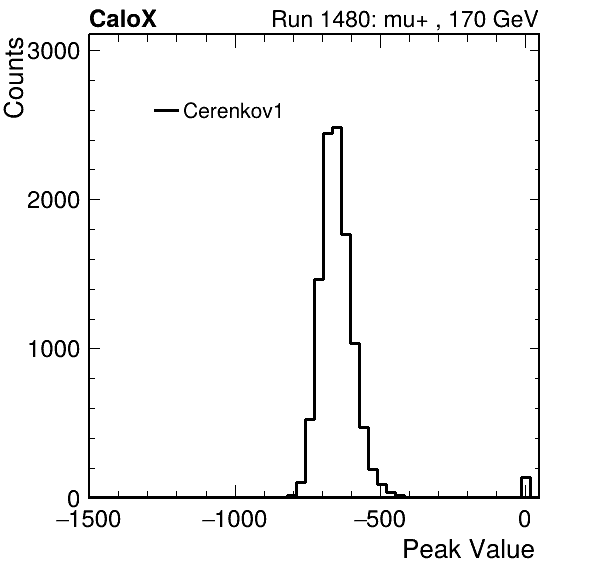 CaloX Run 1480: mu+ , 170 GeV
Counts
3000
Cerenkov1
2000
1000
0
−1500 −1000 −500 0
Peak Value